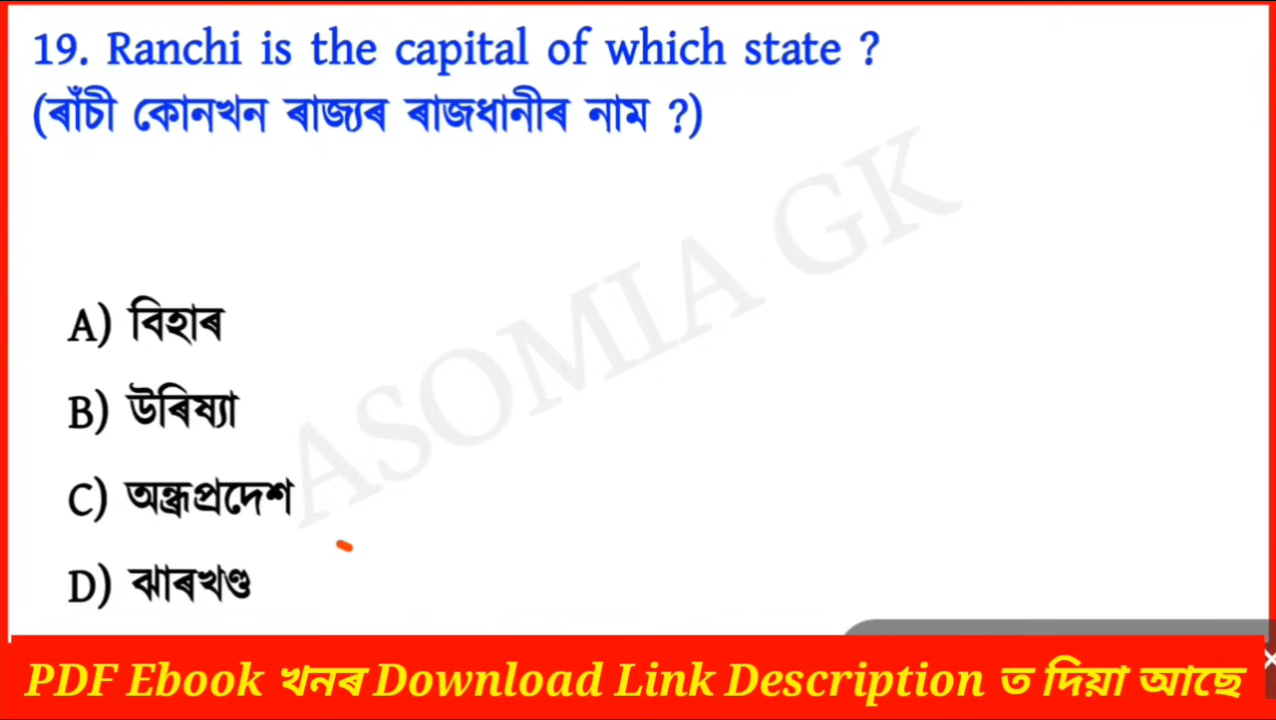 19. Ranchi is the capital of which state ?
(ৰাঁচী কোনখন ৰাজ্যৰ ৰাজধানীৰ নাম ?)
ASOMIA GK
A) বিহাৰ
B) উৰিষ্যা
C) অন্ধ্ৰপ্ৰদেশ
D) ঝাৰখণ্ড
PDF Ebook খনৰ Download Link Description ত দিয়া আছে